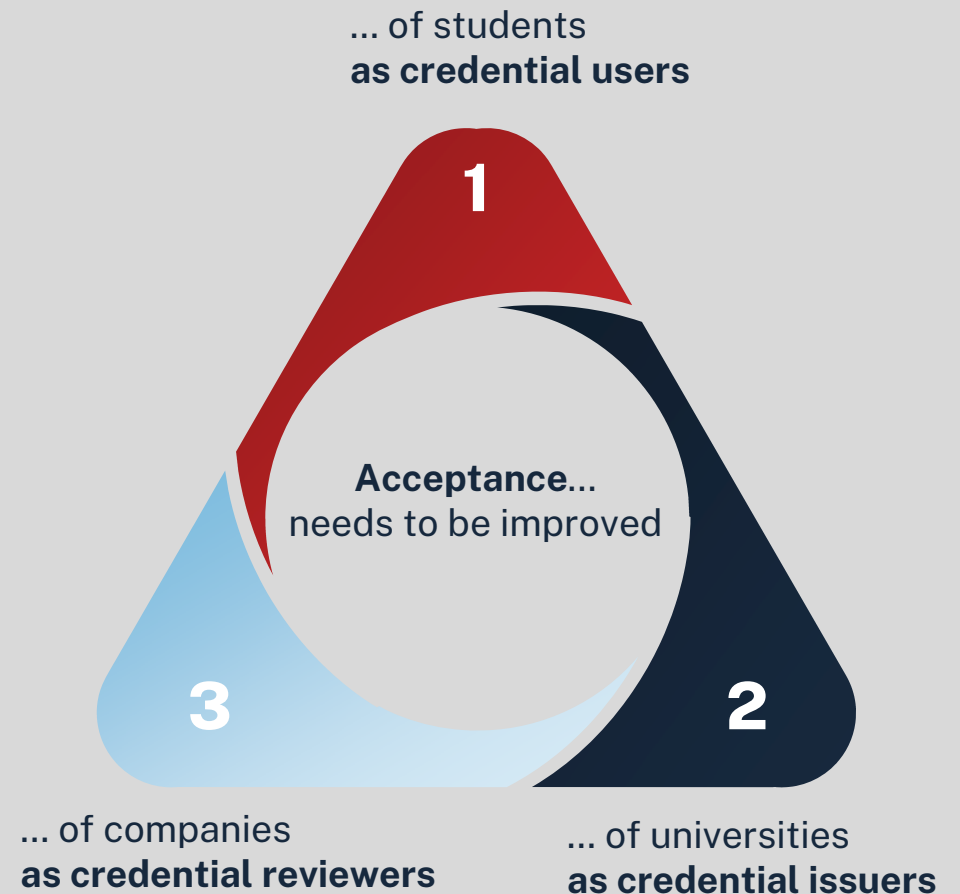 ... of students
as credential users
1
Acceptance...
needs to be improved
3
2
... of companies
as credential reviewers
... of universities
as credential issuers